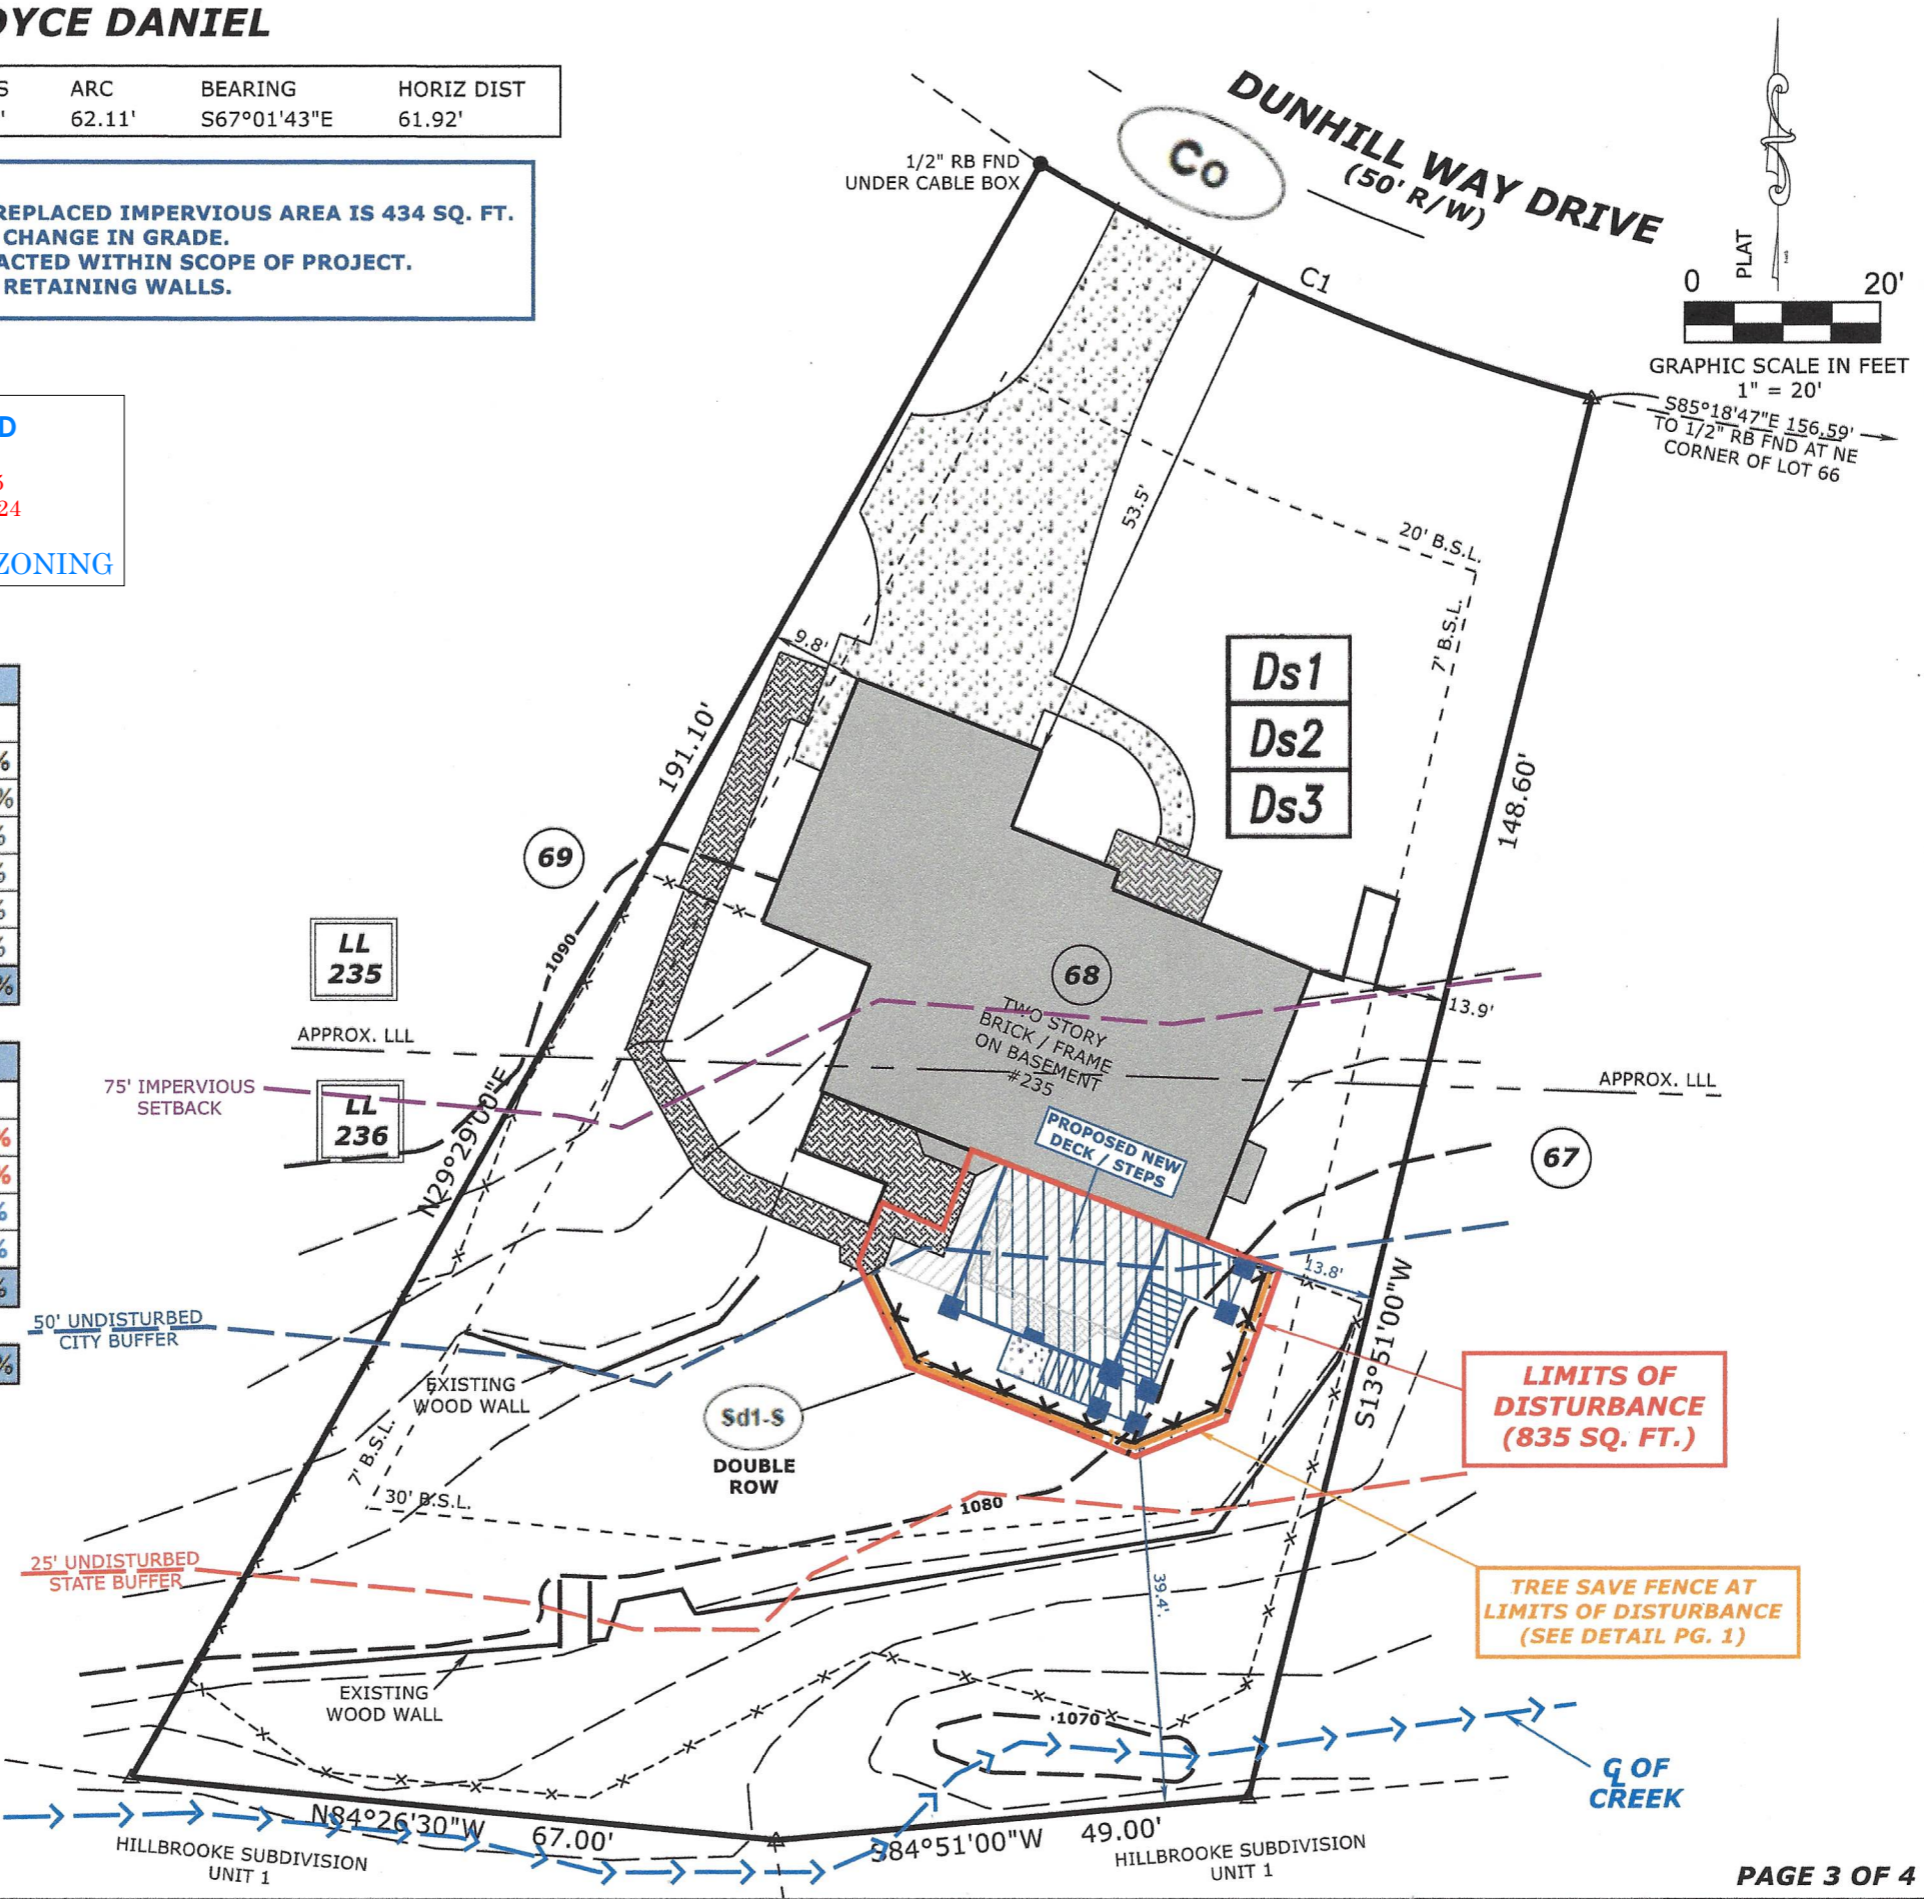 OYCE DANIEL
S ARC BEARING HORIZ DIST
' 62.11' S67°01'43"E 61.92'
REPLACED IMPERVIOUS AREA IS 434 SQ. FT.
CHANGE IN GRADE.
ACTED WITHIN SCOPE OF PROJECT.
RETAINING WALLS.
D
24
ZONING
%
%
%
%
%
%
%
%
%
%
%
%
%
1/2" RB FND
UNDER CABLE BOX
Co
DUNHILL WAY DRIVE
(50' R/W)
C1
PLAT
0 20'
GRAPHIC SCALE IN FEET
1" = 20'
S85°18'47"E 156.59'
TO 1/2" RB FND AT NE
CORNER OF LOT 66
53.5'
20' B.S.L.
7' B.S.L.
9.8'
Ds1
Ds2
Ds3
191.10'
148.60'
69
1090
LL
235
APPROX. LLL
68
TWO STORY
BRICK / FRAME
ON BASEMENT
#235
13.9'
APPROX. LLL
75' IMPERVIOUS
SETBACK
LL
236
N29°29'00"E
PROPOSED NEW
DECK / STEPS
67
13.8'
S13°51'00"W
50' UNDISTURBED
CITY BUFFER
EXISTING
WOOD WALL
LIMITS OF
DISTURBANCE
(835 SQ. FT.)
Sd1-S
DOUBLE
ROW
7' B.S.L.
30' B.S.L.
1080
25' UNDISTURBED
STATE BUFFER
39.4'
TREE SAVE FENCE AT
LIMITS OF DISTURBANCE
(SEE DETAIL PG. 1)
EXISTING
WOOD WALL
1070
℄ OF
CREEK
N84°26'30"W 67.00'
S84°51'00"W 49.00'
HILLBROOKE SUBDIVISION
UNIT 1
HILLBROOKE SUBDIVISION
UNIT 1
PAGE 3 OF 4